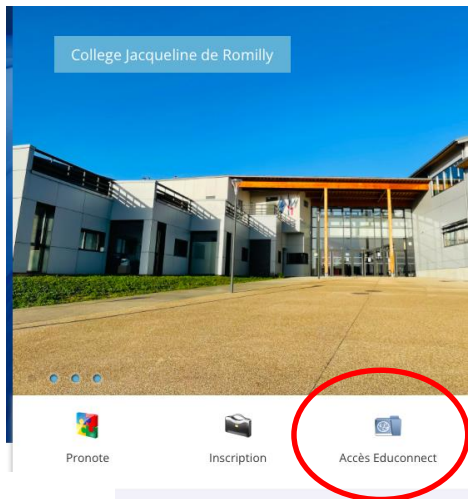 College Jacqueline de Romilly
Pronote
Inscription
Accès Educonnect